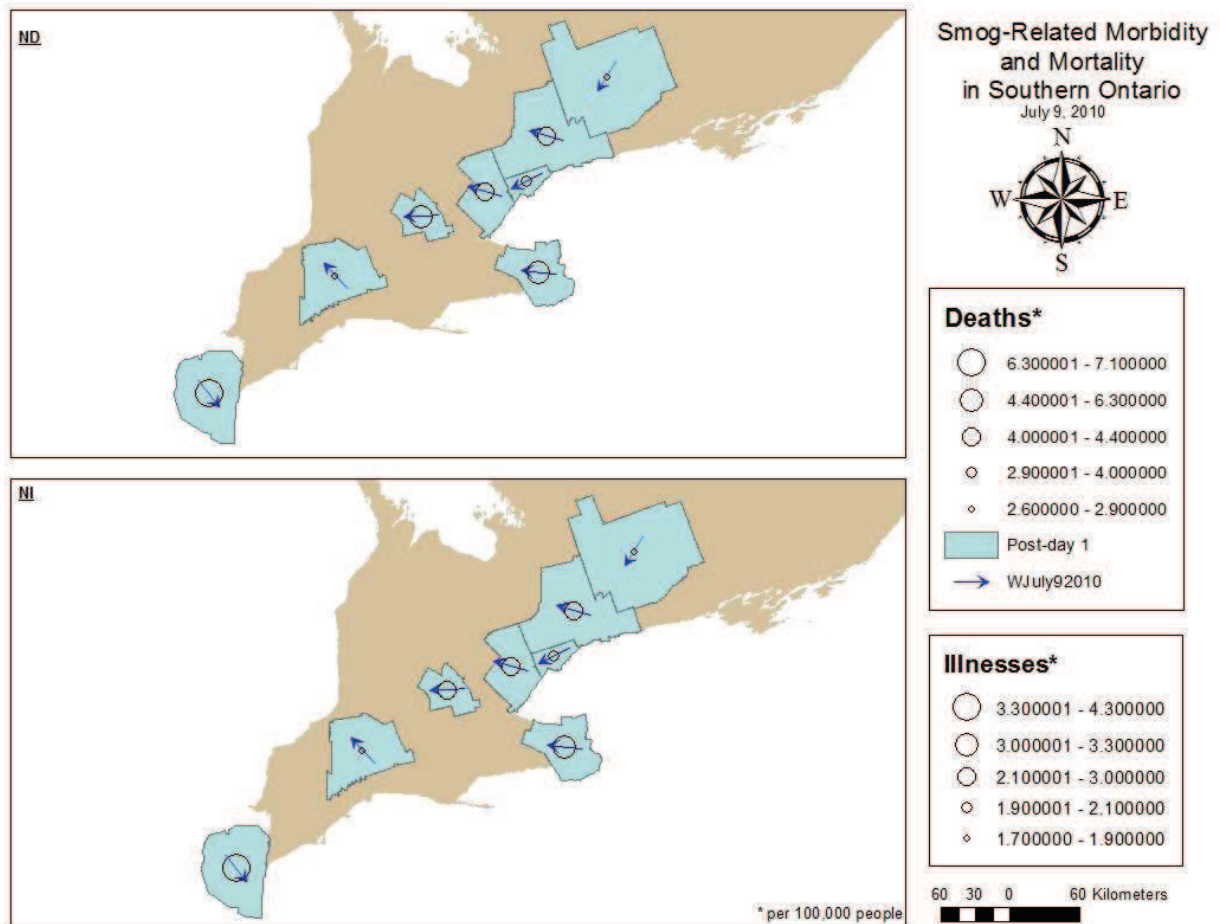 ND
NI
* per 100,000 people
Smog-Related Morbidity
and Mortality
in Southern Ontario
July 9, 2010
N
W E
S
Deaths*
6.300001 - 7.100000
4.400001 - 6.300000
4.000001 - 4.400000
2.900001 - 4.000000
2.600000 - 2.900000
Post-day 1
WJuly92010
Illnesses*
3.300001 - 4.300000
3.000001 - 3.300000
2.100001 - 3.000000
1.900001 - 2.100000
1.700000 - 1.900000
60 30 0 60 Kilometers